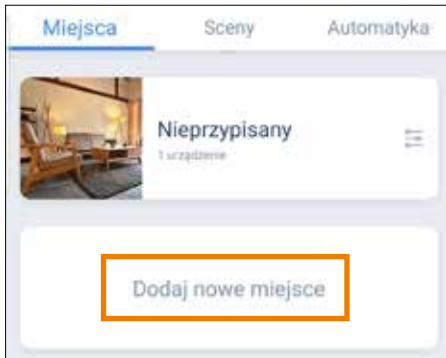 Miejsca Sceny Automatyka
Nieprzypisany
1 urządzenie
Dodaj nowe miejsce